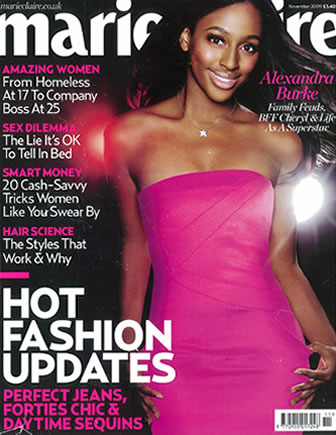 marieclaire.co.uk
marie claire
November 2009 £3.40
AMAZING WOMEN
From Homeless
At 17 To Company
Boss At 25
SEX DILEMMA
The Lie It's OK
To Tell In Bed
SMART MONEY
20 Cash-Savvy
Tricks Women
Like You Swear By
HAIR SCIENCE
The Styles That
Work & Why
Alexandra
Burke
Family Feuds,
BFF Cheryl & Life
As A Superstar
HOT
FASHION
UPDATES
PERFECT JEANS,
FORTIES CHIC &
DAYTIME SEQUINS